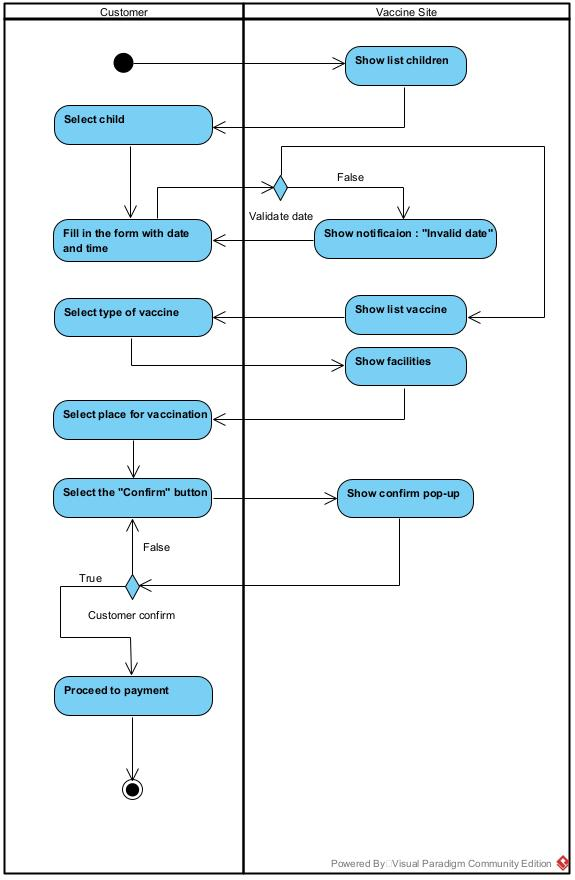 Customer
Vaccine Site
Show list children
Select child
False
Validate date
Fill in the form with date
and time
Show notificaion : "Invalid date"
Select type of vaccine
Show list vaccine
Show facilities
Select place for vaccination
Select the "Confirm" button
Show confirm pop-up
False
True
Customer confirm
Proceed to payment
Powered By Visual Paradigm Community Edition